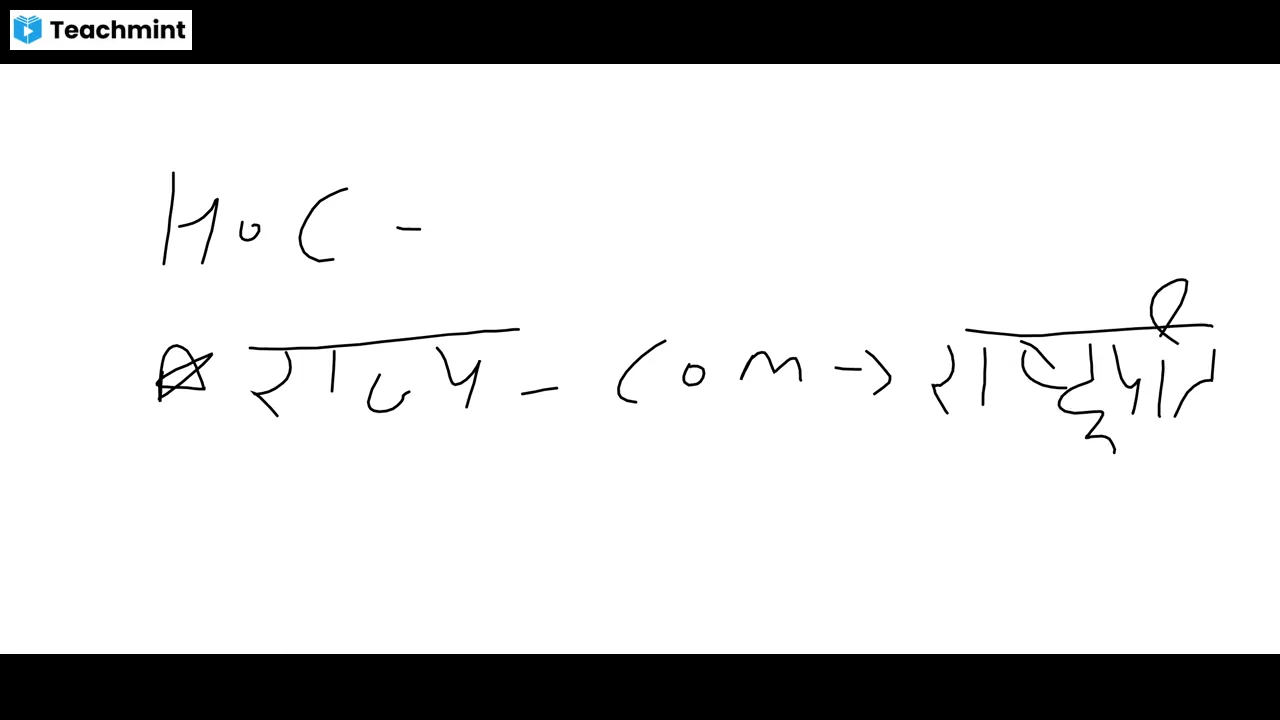 Teachmint
HoC -
☆ राज्य - Com -> राष्ट्रपति